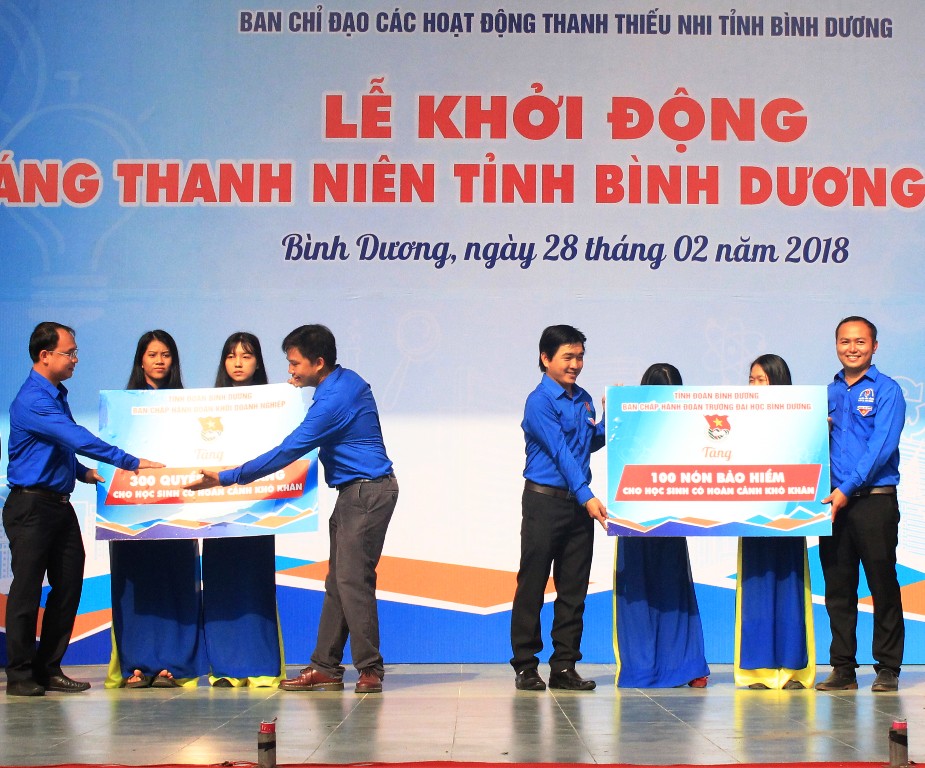 BAN CHỈ ĐẠO CÁC HOẠT ĐỘNG THANH THIẾU NHI TỈNH BÌNH DƯƠNG
LỄ KHỞI ĐỘNG
ÁNG THANH NIÊN TỈNH BÌNH DƯƠNG
Bình Dương, ngày 28 tháng 02 năm 2018
TỈNH ĐOÀN BÌNH DƯƠNG
BAN CHẤP HÀNH ĐOÀN KHỐI DOANH NGHIỆP
Tặng
300 QUYỂ
CHO HỌC SINH CÓ HOÀN CẢNH KHÓ KHĂN
TỈNH ĐOÀN BÌNH DƯƠNG
BAN CHẤP HÀNH ĐOÀN TRƯỜNG ĐẠI HỌC BÌNH DƯƠNG
Tặng
100 NÓN BẢO HIỂM
CHO HỌC SINH CÓ HOÀN CẢNH KHÓ KHĂN